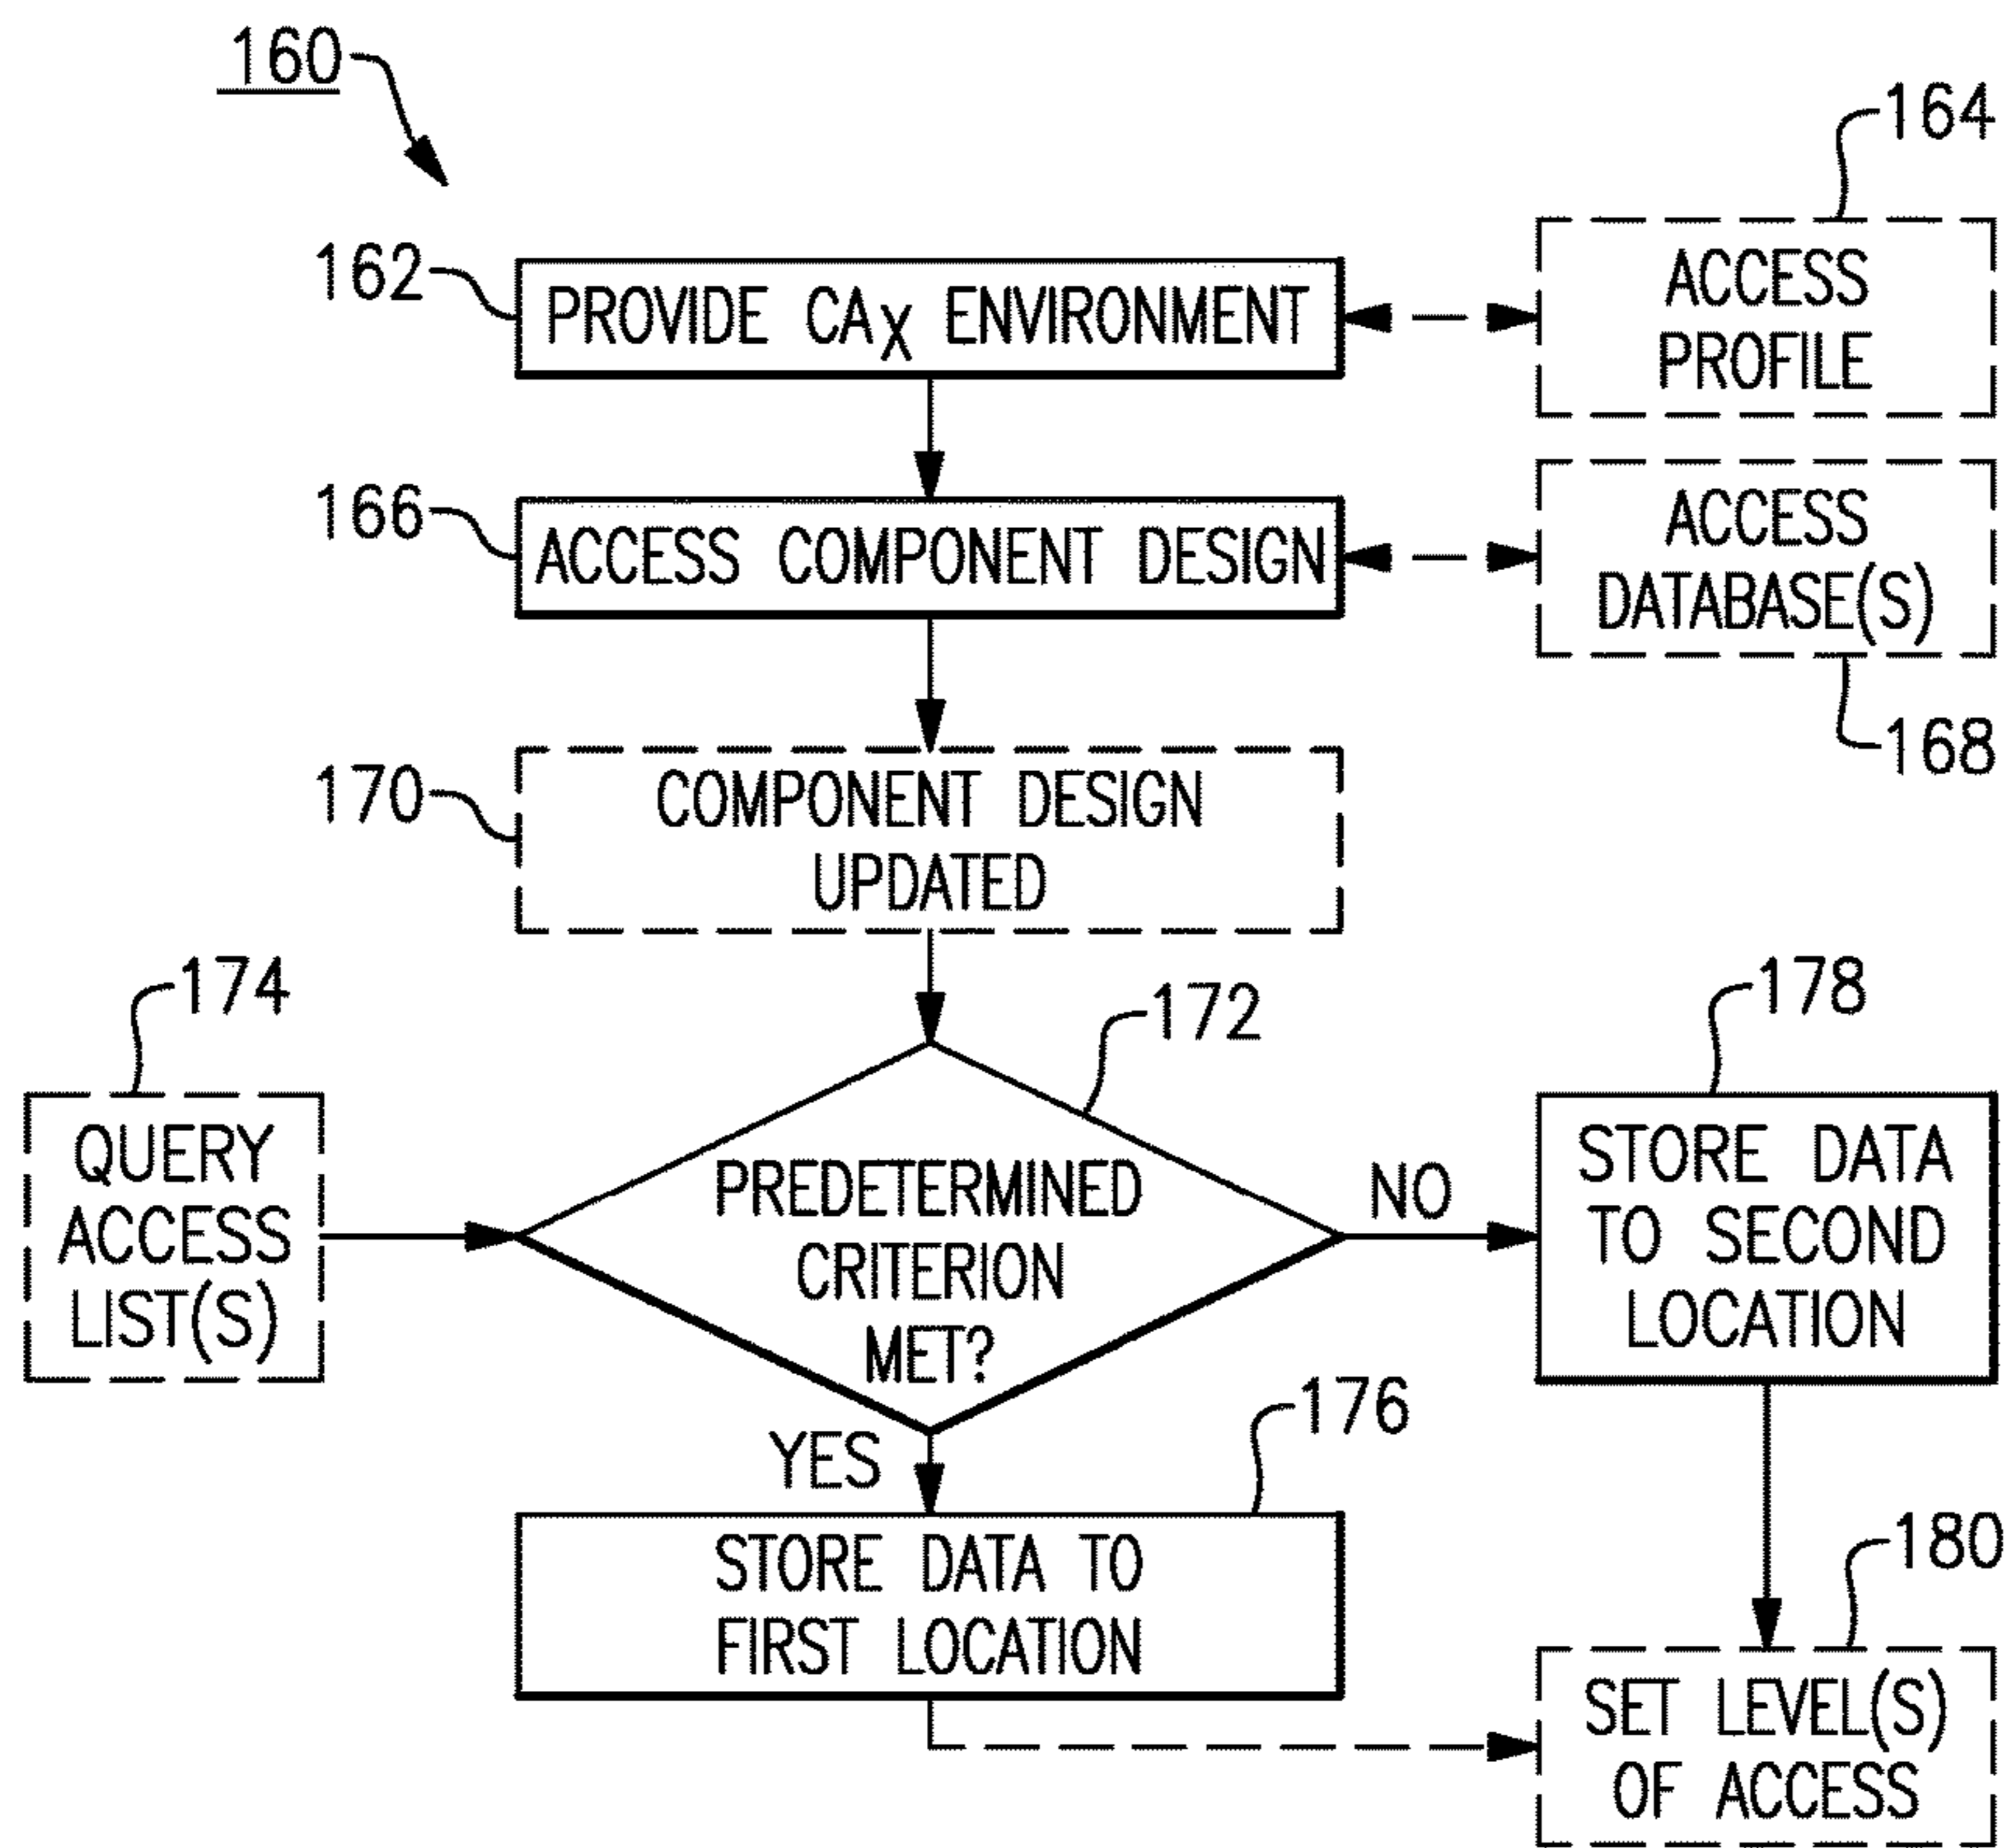 160
164
162
PROVIDE CAX ENVIRONMENT
ACCESS
PROFILE
166
ACCESS COMPONENT DESIGN
ACCESS
DATABASE(S)
168
170
COMPONENT DESIGN
UPDATED
174
172
178
QUERY
ACCESS
LIST(S)
PREDETERMINED
CRITERION
MET?
NO
STORE DATA
TO SECOND
LOCATION
YES
176
STORE DATA TO
FIRST LOCATION
180
SET LEVEL(S)
OF ACCESS